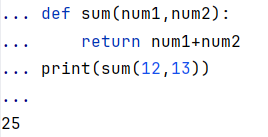 ... def sum(num1,num2):
...     return num1+num2
... print(sum(12,13))
...
25